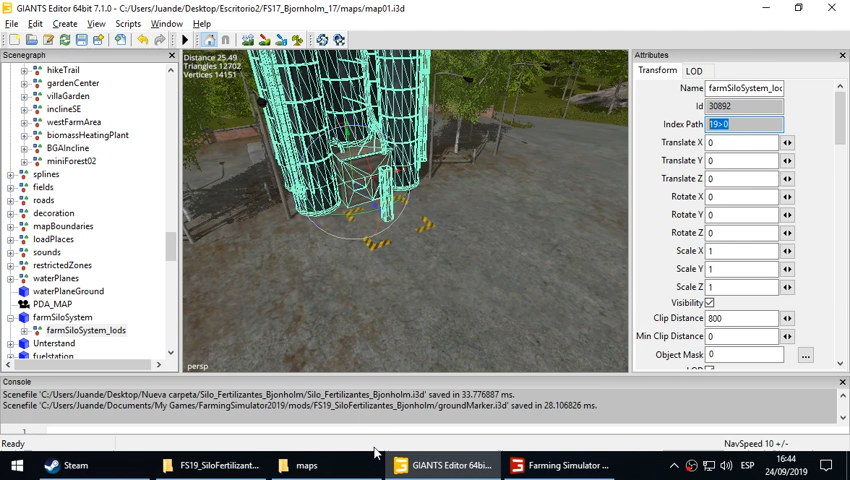 GIANTS Editor 64bit 7.1.0 - C:/Users/Juande/Desktop/Escritorio2/FS17_Bjornholm_17/maps/map01.i3d
File Edit Create View Scripts Window Help
Scenegraph
hikeTrail
gardenCenter
villaGarden
inclineSE
westFarmArea
biomassHeatingPlant
BGAIncline
miniForest02
splines
fields
roads
decoration
mapBoundaries
loadPlaces
sounds
restrictedZones
waterPlanes
waterPlaneGround
PDA_MAP
farmSiloSystem
farmSiloSystem_lods
Unterstand
fuelstation
Distance 25.49
Triangles 12702
Vertices 14151
persp
Attributes
Transform LOD
Name farmSiloSystem_loc
Id 30892
Index Path 19>0
Translate X 0
Translate Y 0
Translate Z 0
Rotate X 0
Rotate Y 0
Rotate Z 0
Scale X 1
Scale Y 1
Scale Z 1
Visibility
Clip Distance 800
Min Clip Distance 0
Object Mask 0 ...
LOD
Console
Scenefile 'C:/Users/Juande/Desktop/Nueva carpeta/Silo_Fertilizantes_Bjonholm/Silo_Fertilizantes_Bjonholm.i3d' saved in 33.776887 ms.
Scenefile 'C:/Users/Juande/Documents/My Games/FarmingSimulator2019/mods/FS19_SiloFertilizantes_Bjonholm/groundMarker.i3d' saved in 28.106826 ms.
1
Ready NavSpeed 10 +/-
Steam FS19_SiloFertilizant... maps GIANTS Editor 64bi... Farming Simulator ... ESP 16:44
24/09/2019